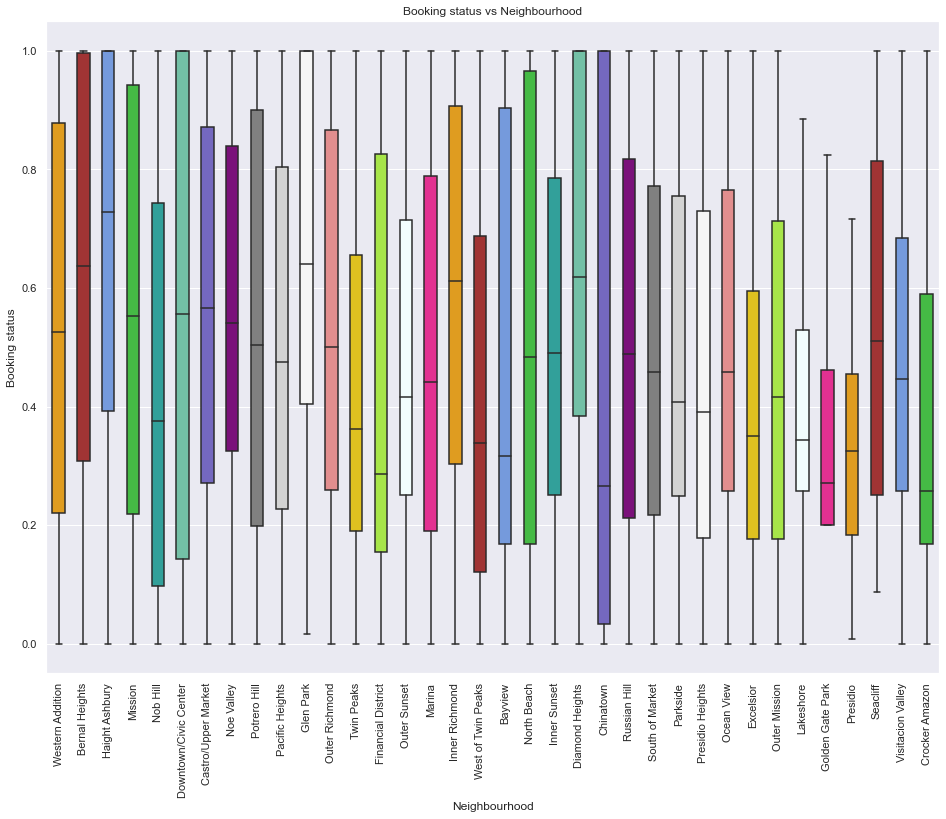 Booking status vs Neighbourhood
Booking status
1.0
0.8
0.6
0.4
0.2
0.0
Western Addition
Bernal Heights
Haight Ashbury
Mission
Nob Hill
Downtown/Civic Center
Castro/Upper Market
Noe Valley
Potrero Hill
Pacific Heights
Glen Park
Outer Richmond
Twin Peaks
Financial District
Outer Sunset
Marina
Inner Richmond
West of Twin Peaks
Bayview
North Beach
Inner Sunset
Diamond Heights
Chinatown
Russian Hill
South of Market
Parkside
Presidio Heights
Ocean View
Excelsior
Outer Mission
Lakeshore
Golden Gate Park
Presidio
Seacliff
Visitacion Valley
Crocker Amazon
Neighbourhood